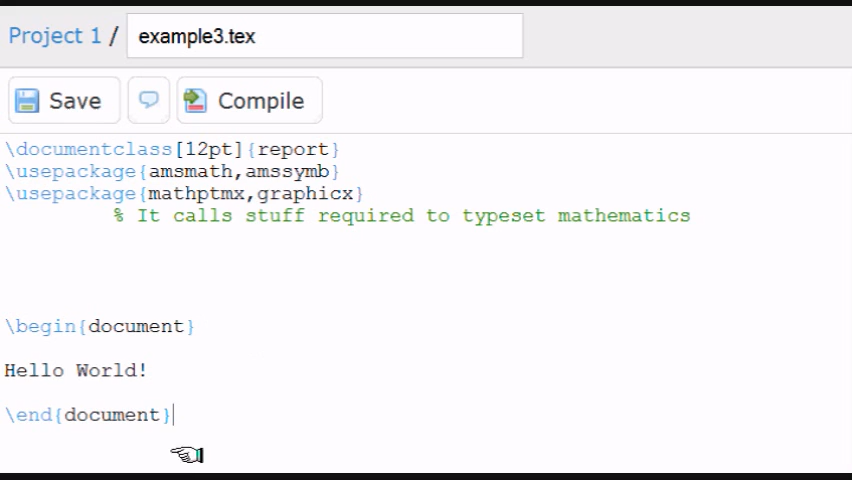 Project 1 / example3.tex
Save Compile
\documentclass[12pt]{report}
\usepackage{amsmath,amssymb}
\usepackage{mathptmx,graphicx}
% It calls stuff required to typeset mathematics
\begin{document}
Hello World!
\end{document}